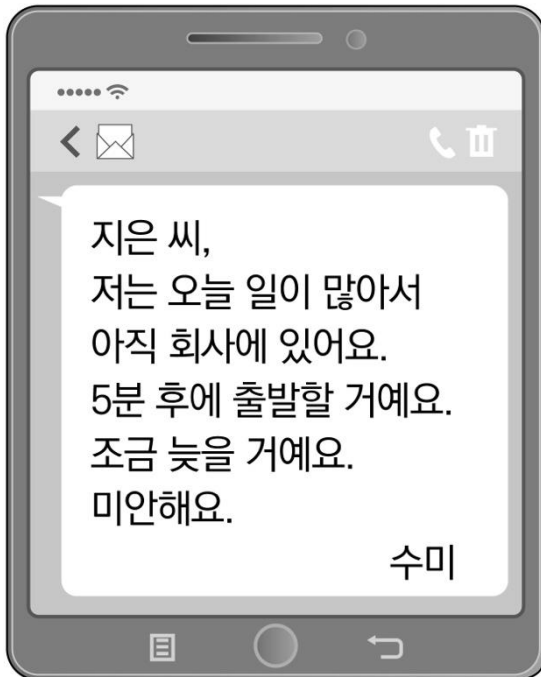 지은 씨,
저는 오늘 일이 많아서
아직 회사에 있어요.
5분 후에 출발할 거예요.
조금 늦을 거예요.
미안해요.
수미